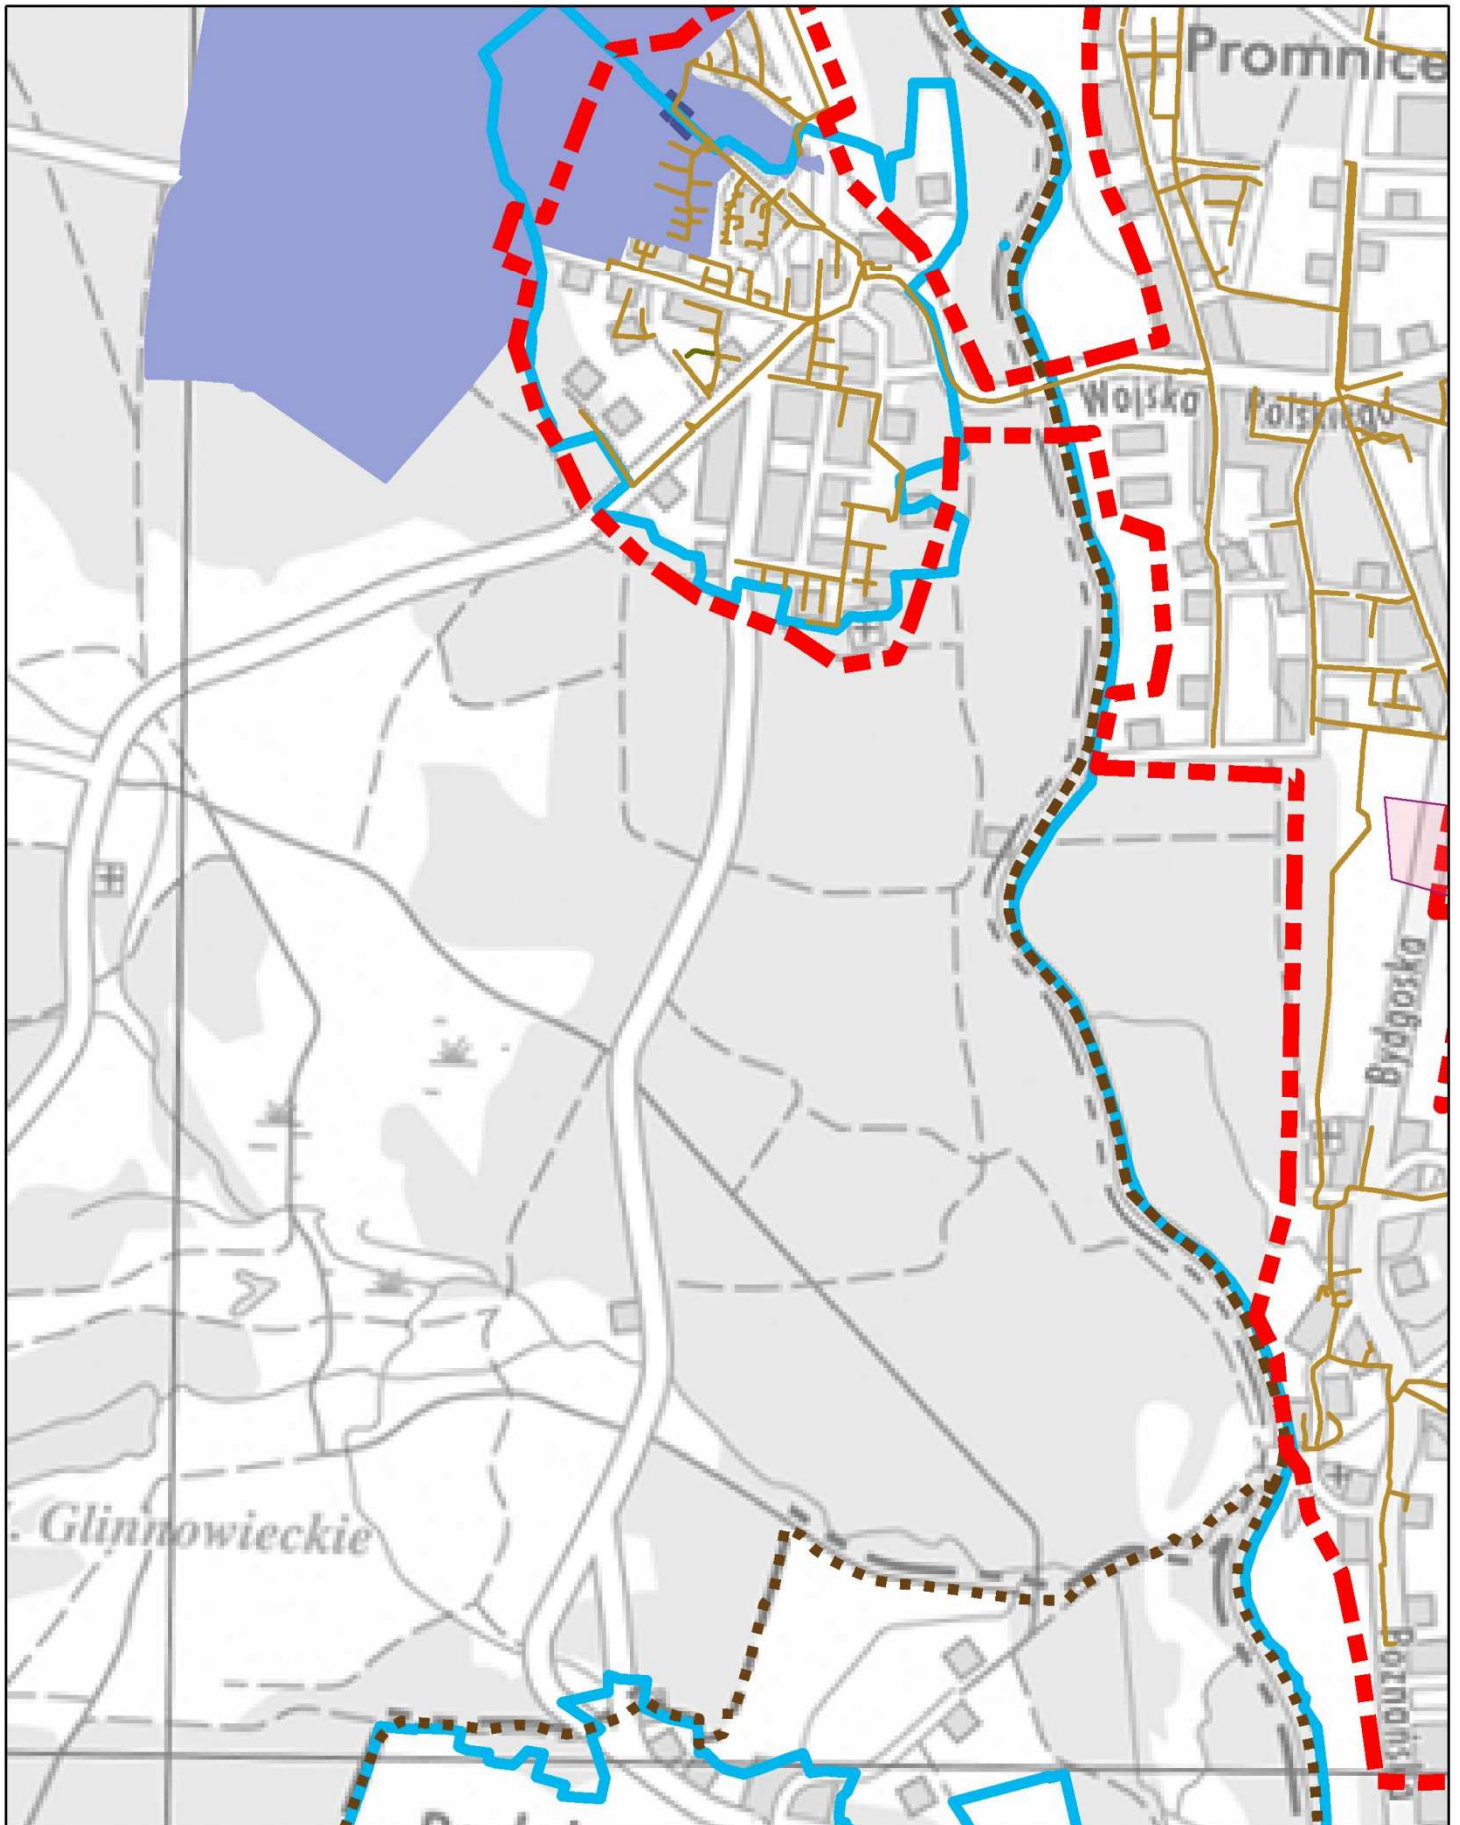 Promnice
Wojska
Polskiego
Bydgoska
. Glinnowieckie
Poznańska